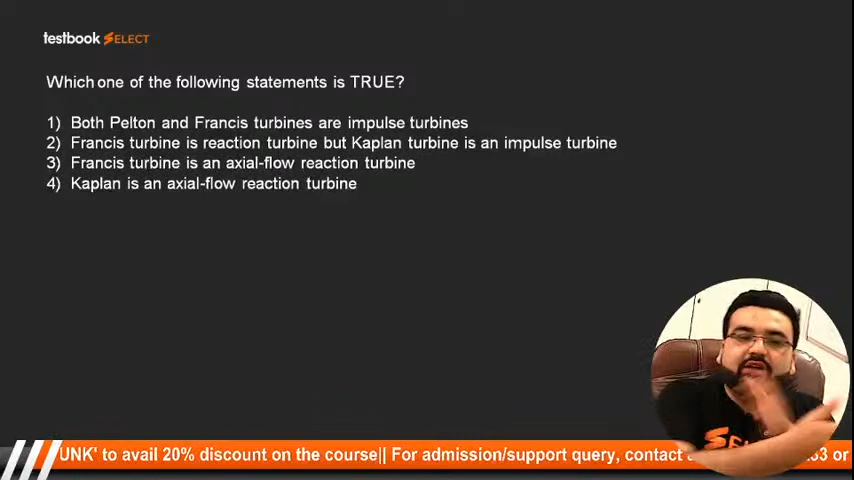 testbook SELECT
Which one of the following statements is TRUE?
1) Both Pelton and Francis turbines are impulse turbines
2) Francis turbine is reaction turbine but Kaplan turbine is an impulse turbine
3) Francis turbine is an axial-flow reaction turbine
4) Kaplan is an axial-flow reaction turbine
UNK' to avail 20% discount on the course|| For admission/support query, contact or